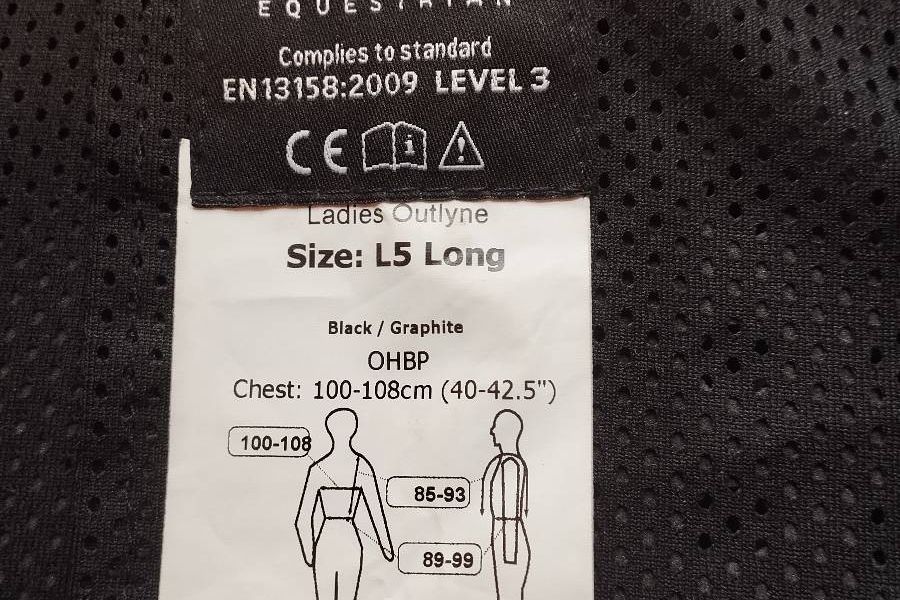 EQUESTRIAN
Complies to standard
EN13158:2009 LEVEL 3
CE
i
!
Ladies Outlyne
Size: L5 Long
Black / Graphite
OHBP
Chest: 100-108cm (40-42.5")
100-108
85-93
89-99